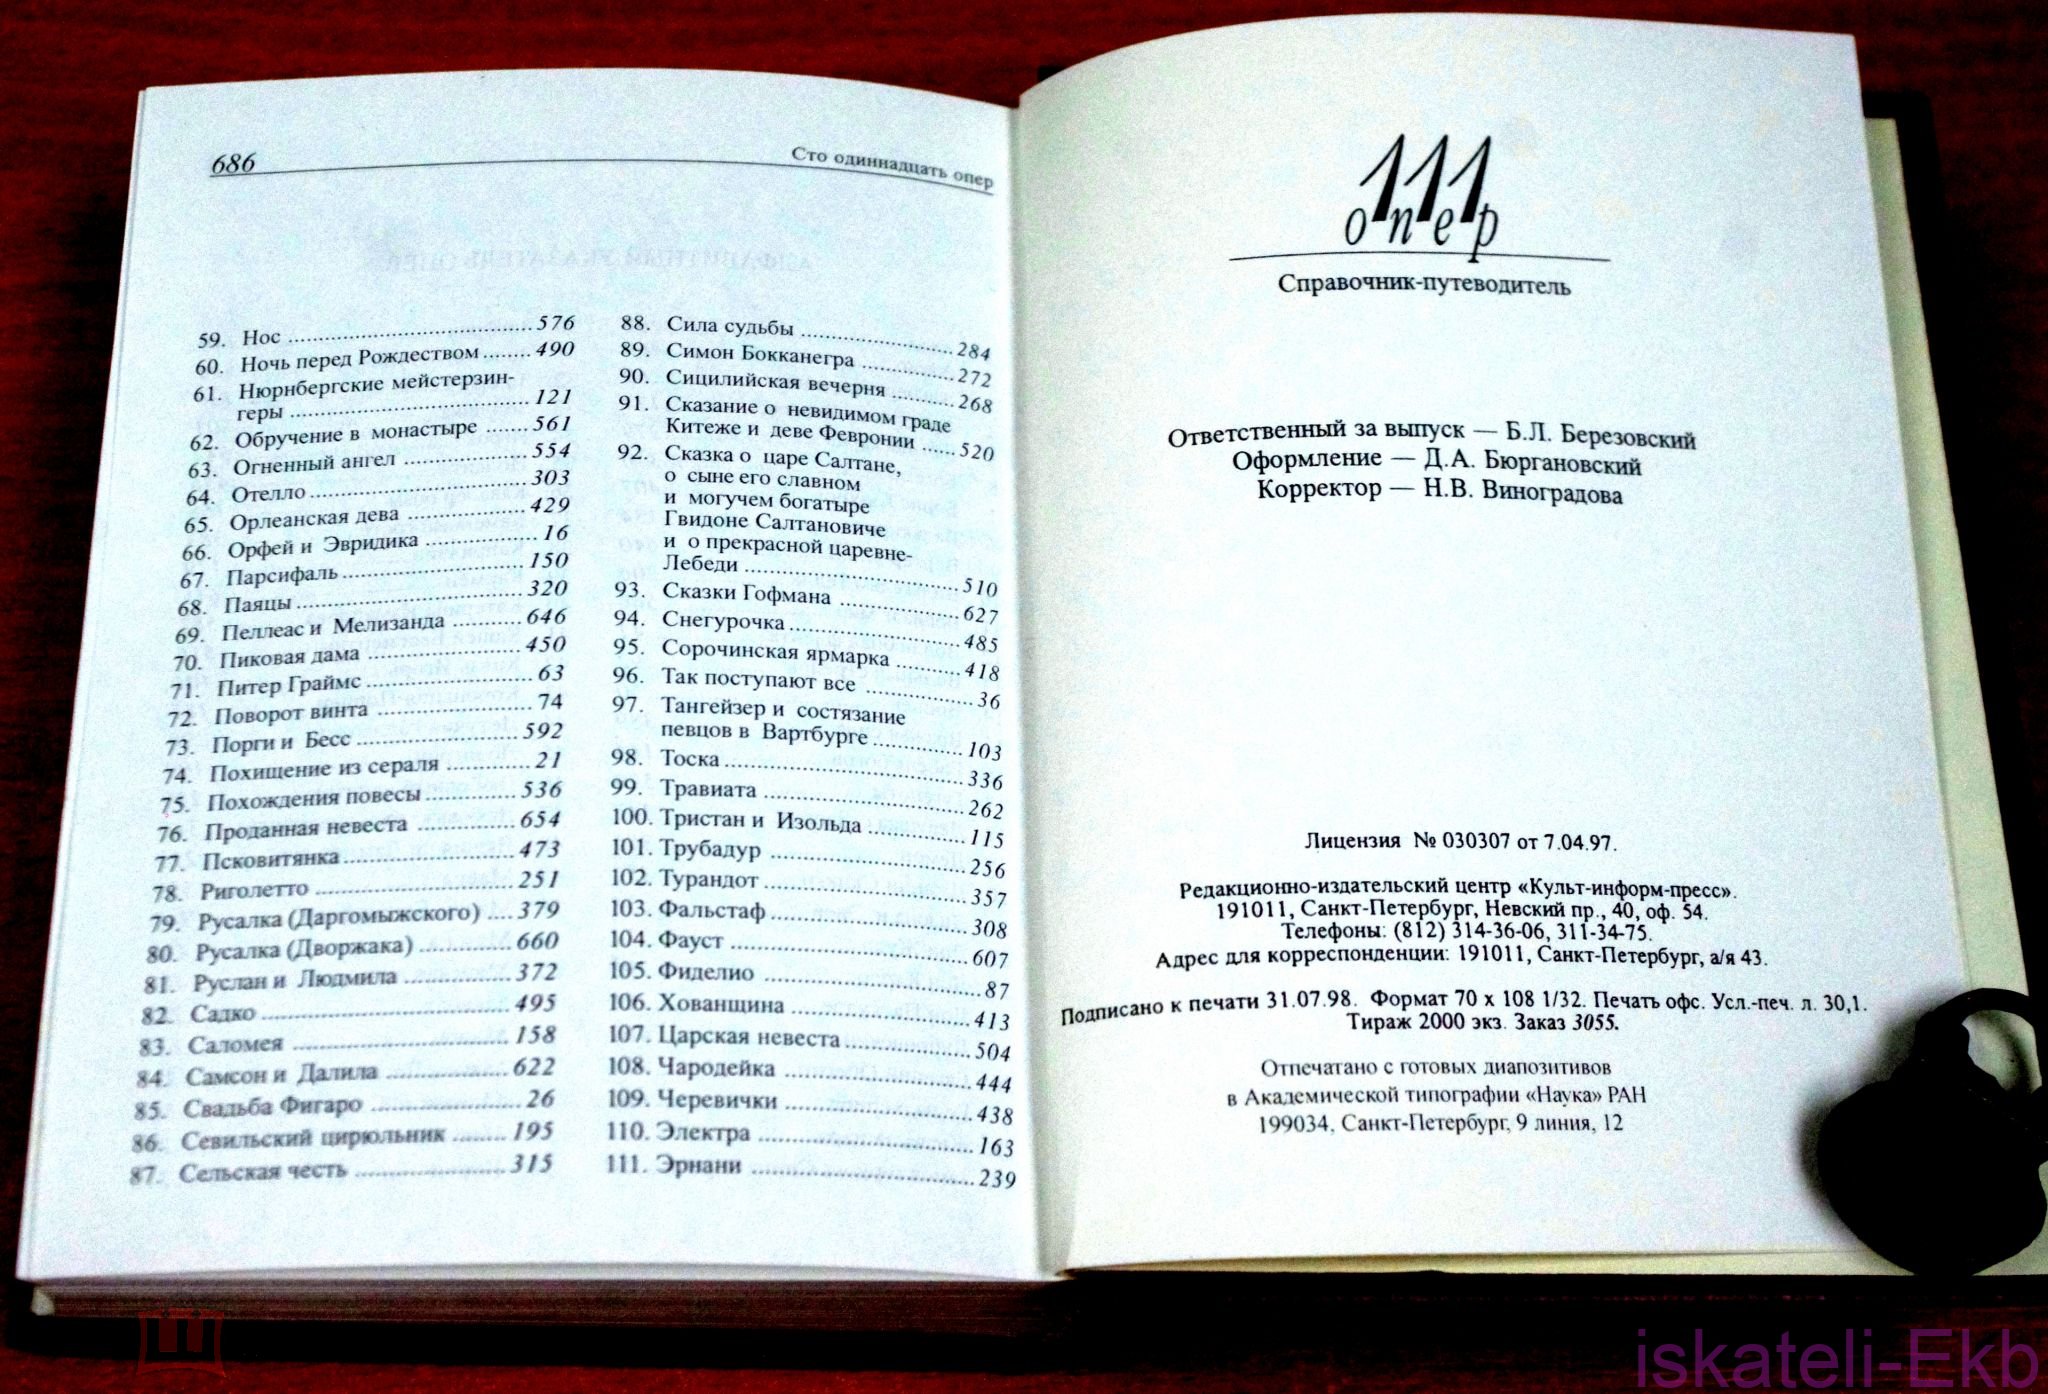 686
Сто одиннадцать опер
59. Нос ........ 576
60. Ночь перед Рождеством ........ 490
61. Нюрнбергские мейстерзин-
геры ........ 121
62. Обручение в монастыре ........ 561
63. Огненный ангел ........ 554
64. Отелло ........ 303
65. Орлеанская дева ........ 429
66. Орфей и Эвридика ........ 16
67. Парсифаль ........ 150
68. Паяцы ........ 320
69. Пеллеас и Мелизанда ........ 646
70. Пиковая дама ........ 450
71. Питер Граймс ........ 63
72. Поворот винта ........ 74
73. Порги и Бесс ........ 592
74. Похищение из сераля ........ 21
75. Похождения повесы ........ 536
76. Проданная невеста ........ 654
77. Псковитянка ........ 473
78. Риголетто ........ 251
79. Русалка (Даргомыжского) ........ 379
80. Русалка (Дворжака) ........ 660
81. Руслан и Людмила ........ 372
82. Садко ........ 495
83. Саломея ........ 158
84. Самсон и Далила ........ 622
85. Свадьба Фигаро ........ 26
86. Севильский цирюльник ........ 195
87. Сельская честь ........ 315
88. Сила судьбы ........ 284
89. Симон Бокканегра ........ 272
90. Сицилийская вечерня ........ 268
91. Сказание о невидимом граде
Китеже и деве Февронии ........ 520
92. Сказка о царе Салтане,
о сыне его славном
и могучем богатыре
Гвидоне Салтановиче
и о прекрасной царевне-
Лебеди ........ 510
93. Сказки Гофмана ........ 627
94. Снегурочка ........ 485
95. Сорочинская ярмарка ........ 418
96. Так поступают все ........ 36
97. Тангейзер и состязание
певцов в Вартбурге ........ 103
98. Тоска ........ 336
99. Травиата ........ 262
100. Тристан и Изольда ........ 115
101. Трубадур ........ 256
102. Турандот ........ 357
103. Фальстаф ........ 308
104. Фауст ........ 607
105. Фиделио ........ 87
106. Хованщина ........ 413
107. Царская невеста ........ 504
108. Чародейка ........ 444
109. Черевички ........ 438
110. Электра ........ 163
111. Эрнани ........ 239
111
опер
Справочник-путеводитель
Ответственный за выпуск — Б.Л. Березовский
Оформление — Д.А. Бюргановский
Корректор — Н.В. Виноградова
Лицензия № 030307 от 7.04.97.
Редакционно-издательский центр «Культ-информ-пресс».
191011, Санкт-Петербург, Невский пр., 40, оф. 54.
Телефоны: (812) 314-36-06, 311-34-75.
Адрес для корреспонденции: 191011, Санкт-Петербург, а/я 43.
Подписано к печати 31.07.98. Формат 70 х 108 1/32. Печать офс. Усл.-печ. л. 30,1.
Тираж 2000 экз. Заказ 3055.
Отпечатано с готовых диапозитивов
в Академической типографии «Наука» РАН
199034, Санкт-Петербург, 9 линия, 12
iskateli-Ekb